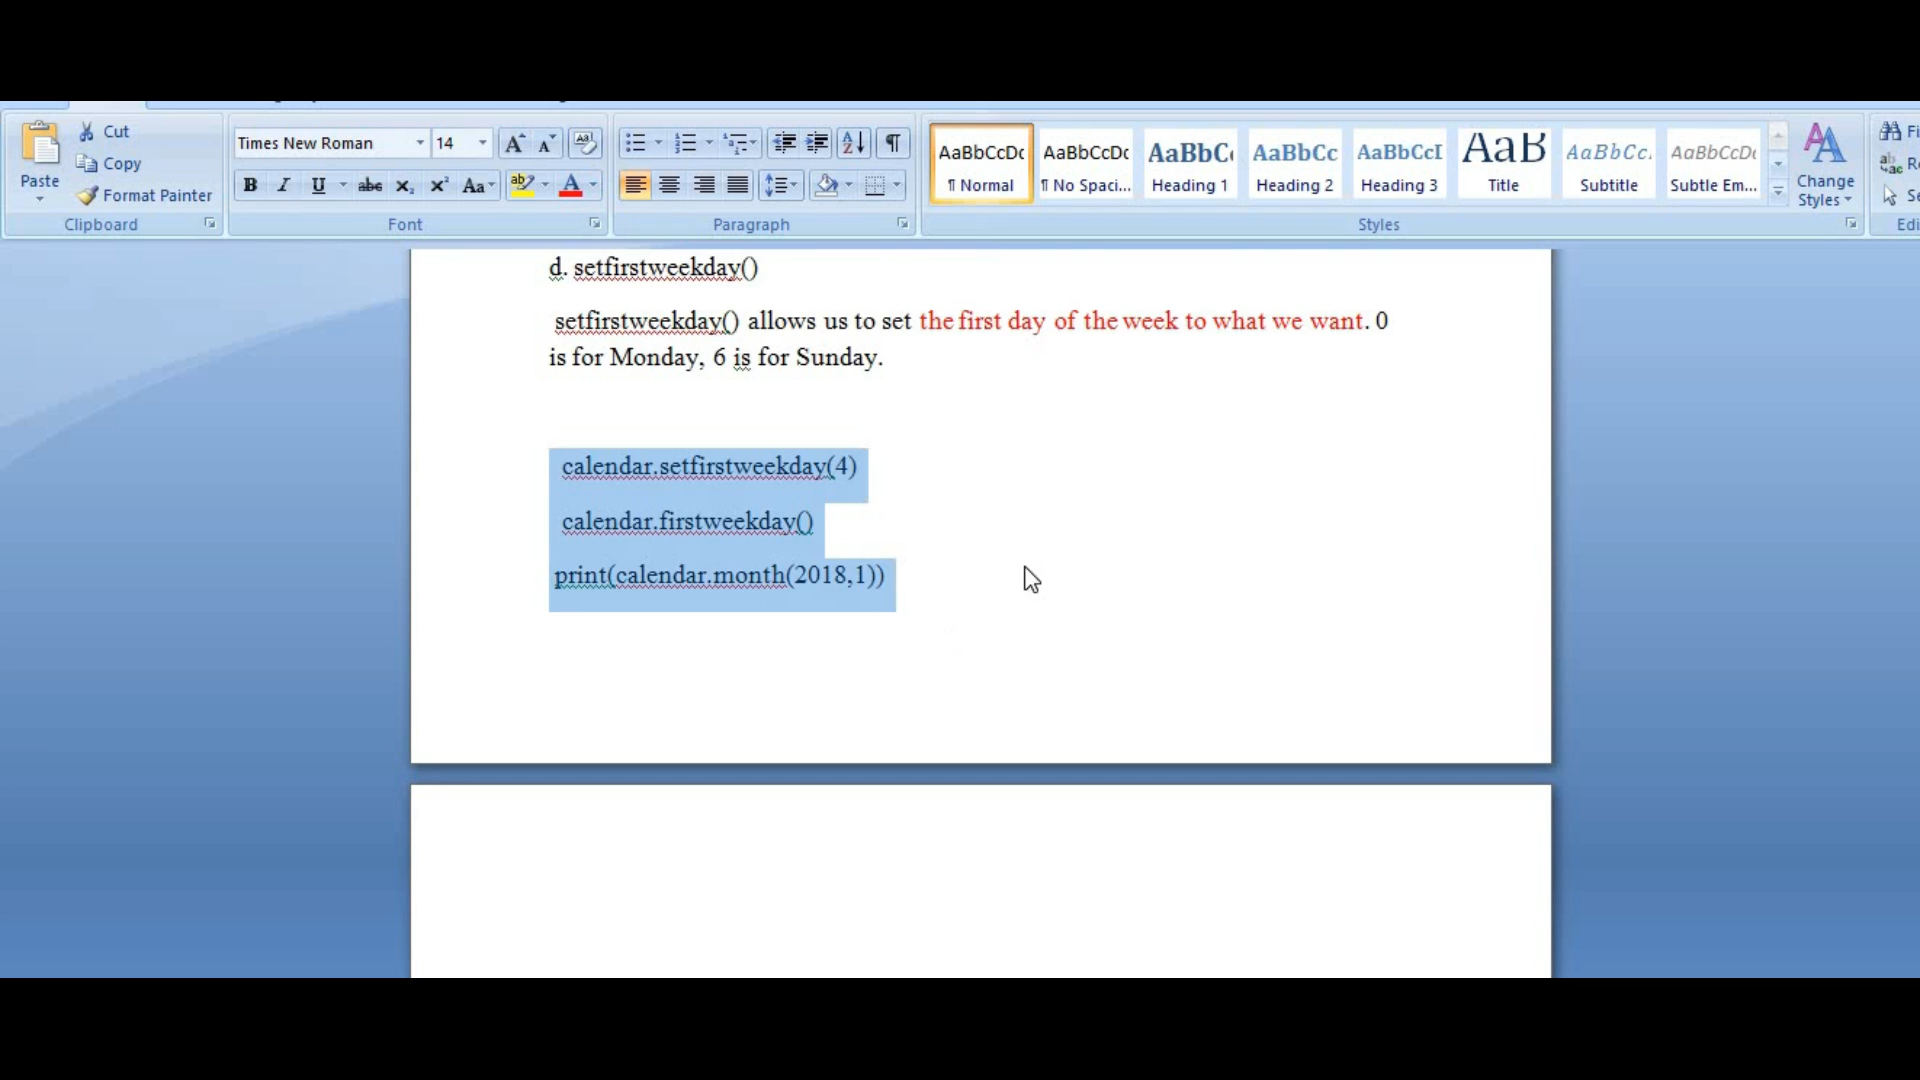 Cut
Copy
Format Painter
Paste
Clipboard
Times New Roman
14
Font
Paragraph
AaBbCcDc
¶ Normal
AaBbCcDc
¶ No Spaci...
AaBbC
Heading 1
AaBbCc
Heading 2
AaBbCcI
Heading 3
AaB
Title
AaBbCc.
Subtitle
AaBbCcDc
Subtle Em...
Change
Styles
Styles
d. setfirstweekday()
setfirstweekday() allows us to set the first day of the week to what we want. 0
is for Monday, 6 is for Sunday.
calendar.setfirstweekday(4)
calendar.firstweekday()
print(calendar.month(2018,1))